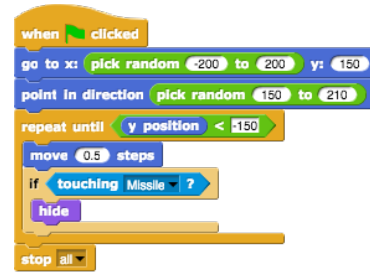 when clicked
go to x: pick random -200 to 200 y: 150
point in direction pick random 150 to 210
repeat until y position < -150
move 0.5 steps
if touching Missile ?
hide
stop all